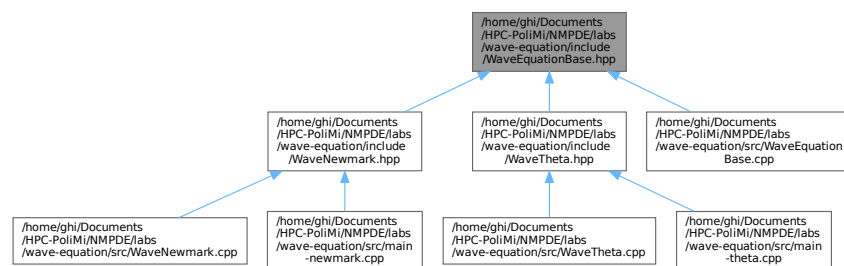 /home/ghi/Documents
/HPC-PoliMi/NMPDE/labs
/wave-equation/include
/WaveEquationBase.hpp
/home/ghi/Documents
/HPC-PoliMi/NMPDE/labs
/wave-equation/include
/WaveNewmark.hpp
/home/ghi/Documents
/HPC-PoliMi/NMPDE/labs
/wave-equation/include
/WaveTheta.hpp
/home/ghi/Documents
/HPC-PoliMi/NMPDE/labs
/wave-equation/src/WaveEquation
Base.cpp
/home/ghi/Documents
/HPC-PoliMi/NMPDE/labs
/wave-equation/src/WaveNewmark.cpp
/home/ghi/Documents
/HPC-PoliMi/NMPDE/labs
/wave-equation/src/main
-newmark.cpp
/home/ghi/Documents
/HPC-PoliMi/NMPDE/labs
/wave-equation/src/WaveTheta.cpp
/home/ghi/Documents
/HPC-PoliMi/NMPDE/labs
/wave-equation/src/main
-theta.cpp